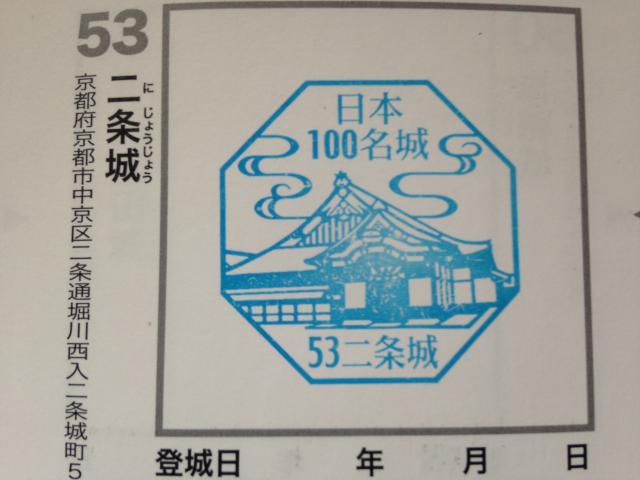 53
二条城
にじょうじょう
京都府京都市中京区二条通堀川西入二条城町5
日本
100名城
53二条城
登城日 年 月 日